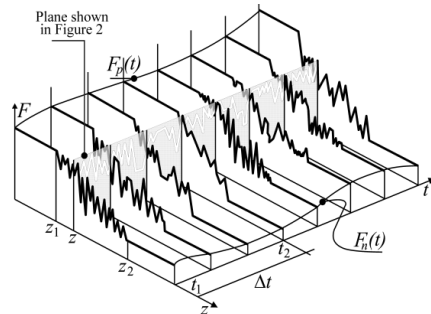 Plane shown
in Figure 2
F_p(t)
F
z_1
z
z_2
t_1
z
t_2
Δt
F_n(t)
t